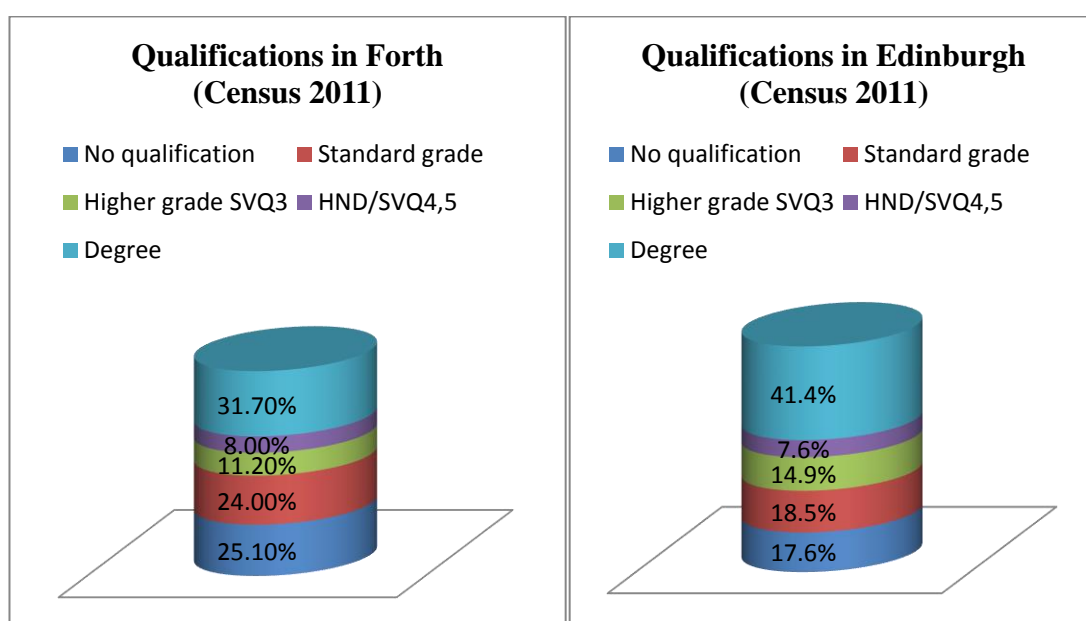 Qualifications in Forth
(Census 2011)
No qualification
Standard grade
Higher grade SVQ3
HND/SVQ4,5
Degree
31.70%
8.00%
11.20%
24.00%
25.10%
Qualifications in Edinburgh
(Census 2011)
No qualification
Standard grade
Higher grade SVQ3
HND/SVQ4,5
Degree
41.4%
7.6%
14.9%
18.5%
17.6%